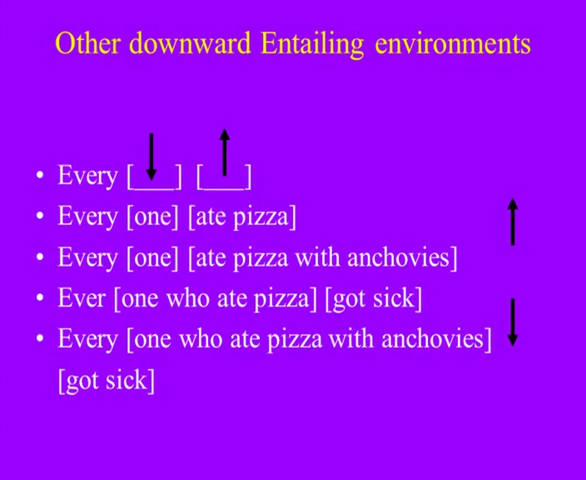 Other downward Entailing environments
• Every [___] [___]
• Every [one] [ate pizza]
• Every [one] [ate pizza with anchovies]
• Ever [one who ate pizza] [got sick]
• Every [one who ate pizza with anchovies]
[got sick]